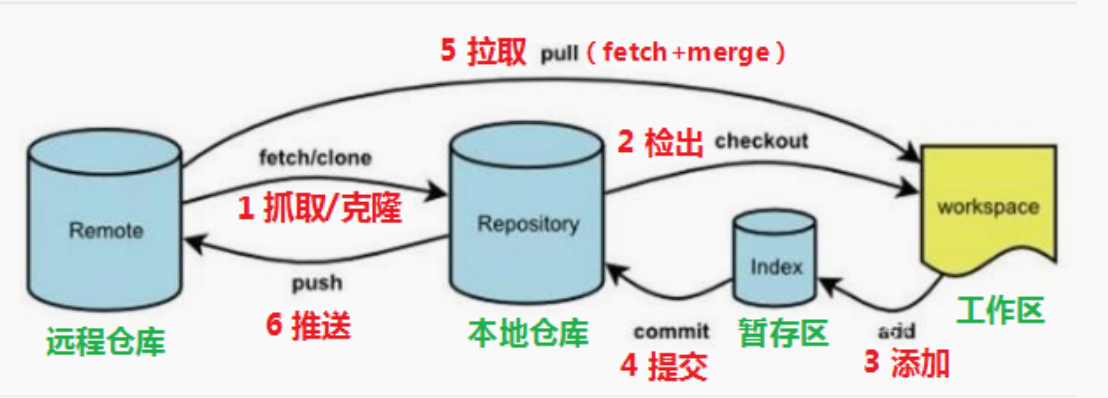 5 拉取 pull（fetch+merge）
2 检出 checkout
fetch/clone
1 抓取/克隆
Remote
Repository
workspace
Index
push
6 推送
远程仓库
本地仓库
commit
4 提交
暂存区
add
3 添加
工作区